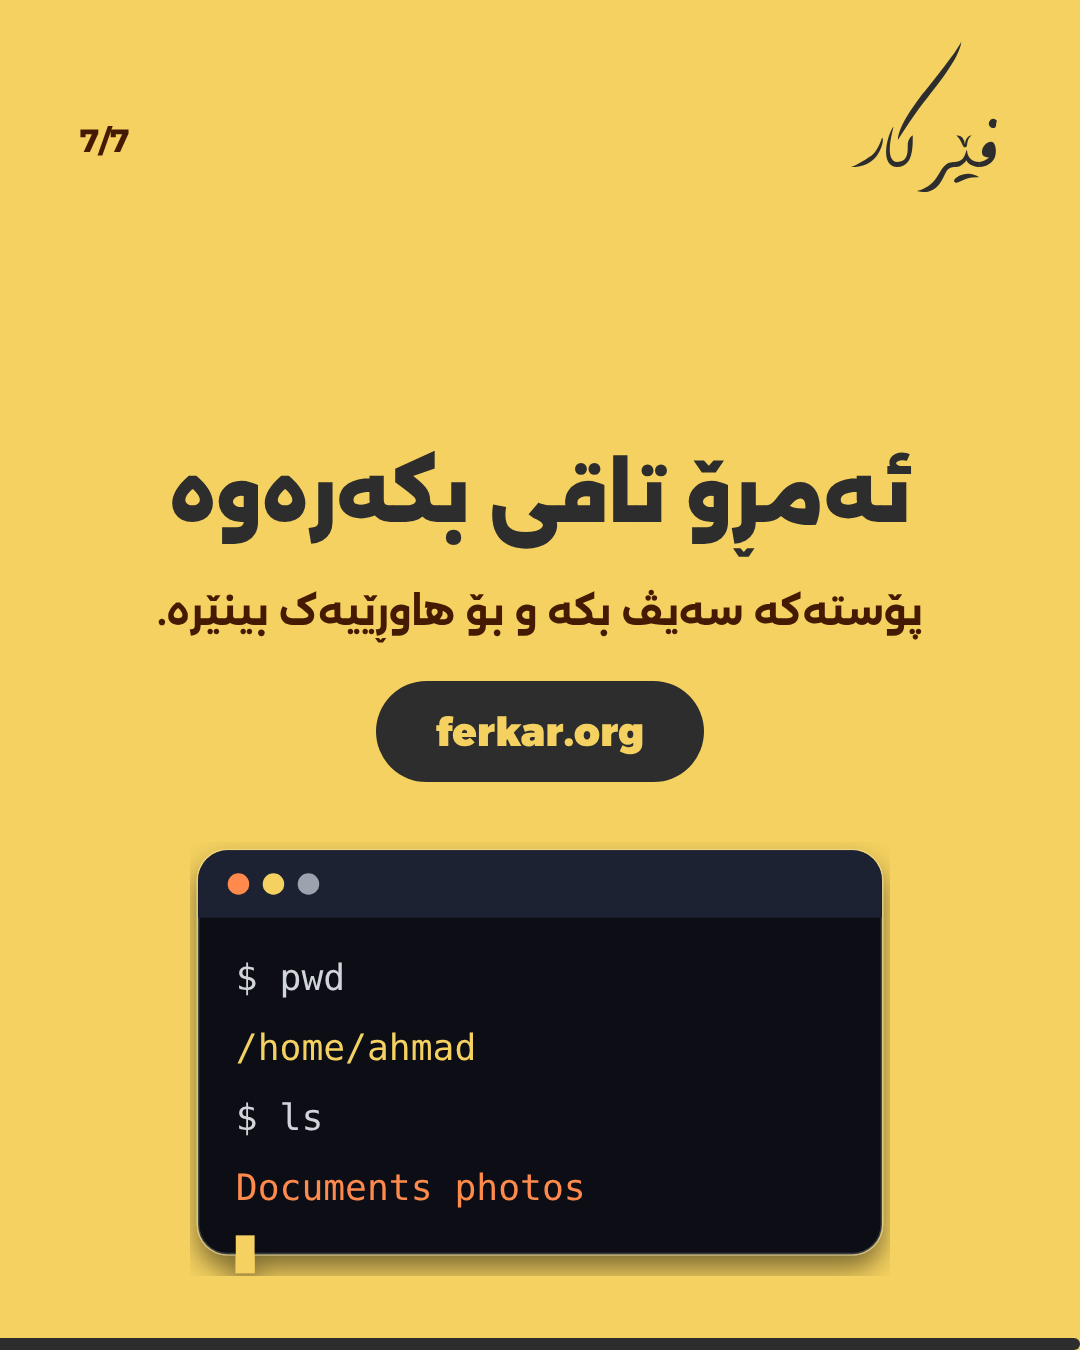 فێرکار
7/7
ئەمڕۆ تاقی بکەرەوە
پۆستەکە سەیڤ بکە و بۆ هاوڕێیەک بینێرە.
ferkar.org
$ pwd
/home/ahmad
$ ls
Documents photos